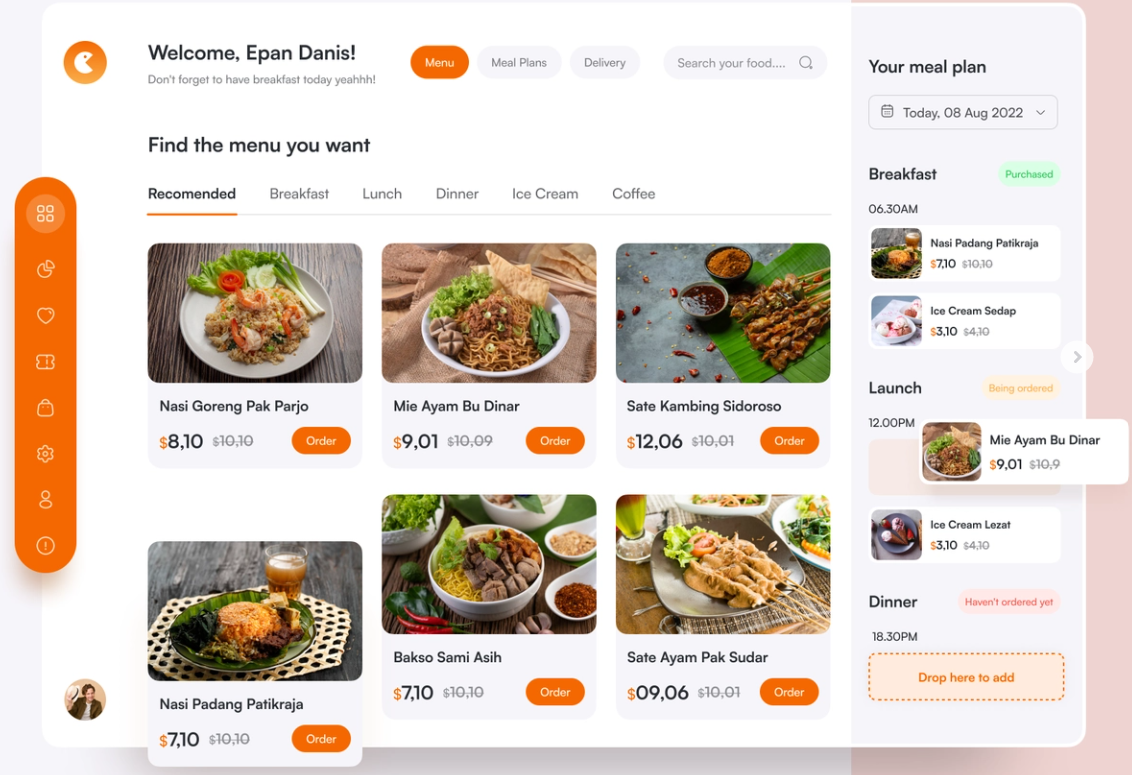 Welcome, Epan Danis!
Don't forget to have breakfast today yeahhh!
Menu
Meal Plans
Delivery
Search your food....
Find the menu you want
Recomended
Breakfast
Lunch
Dinner
Ice Cream
Coffee
Nasi Goreng Pak Parjo
$8,10 $10,10
Order
Mie Ayam Bu Dinar
$9,01 $10,09
Order
Sate Kambing Sidoroso
$12,06 $10,01
Order
Nasi Padang Patikraja
$7,10 $10,10
Order
Bakso Sami Asih
$7,10 $10,10
Order
Sate Ayam Pak Sudar
$09,06 $10,01
Order
Your meal plan
Today, 08 Aug 2022
Breakfast
Purchased
06.30AM
Nasi Padang Patikraja
$7,10 $10,10
Ice Cream Sedap
$3,10 $4,10
Launch
Being ordered
12.00PM
Mie Ayam Bu Dinar
$9,01 $10,9
Ice Cream Lezat
$3,10 $4,10
Dinner
Haven't ordered yet
18.30PM
Drop here to add